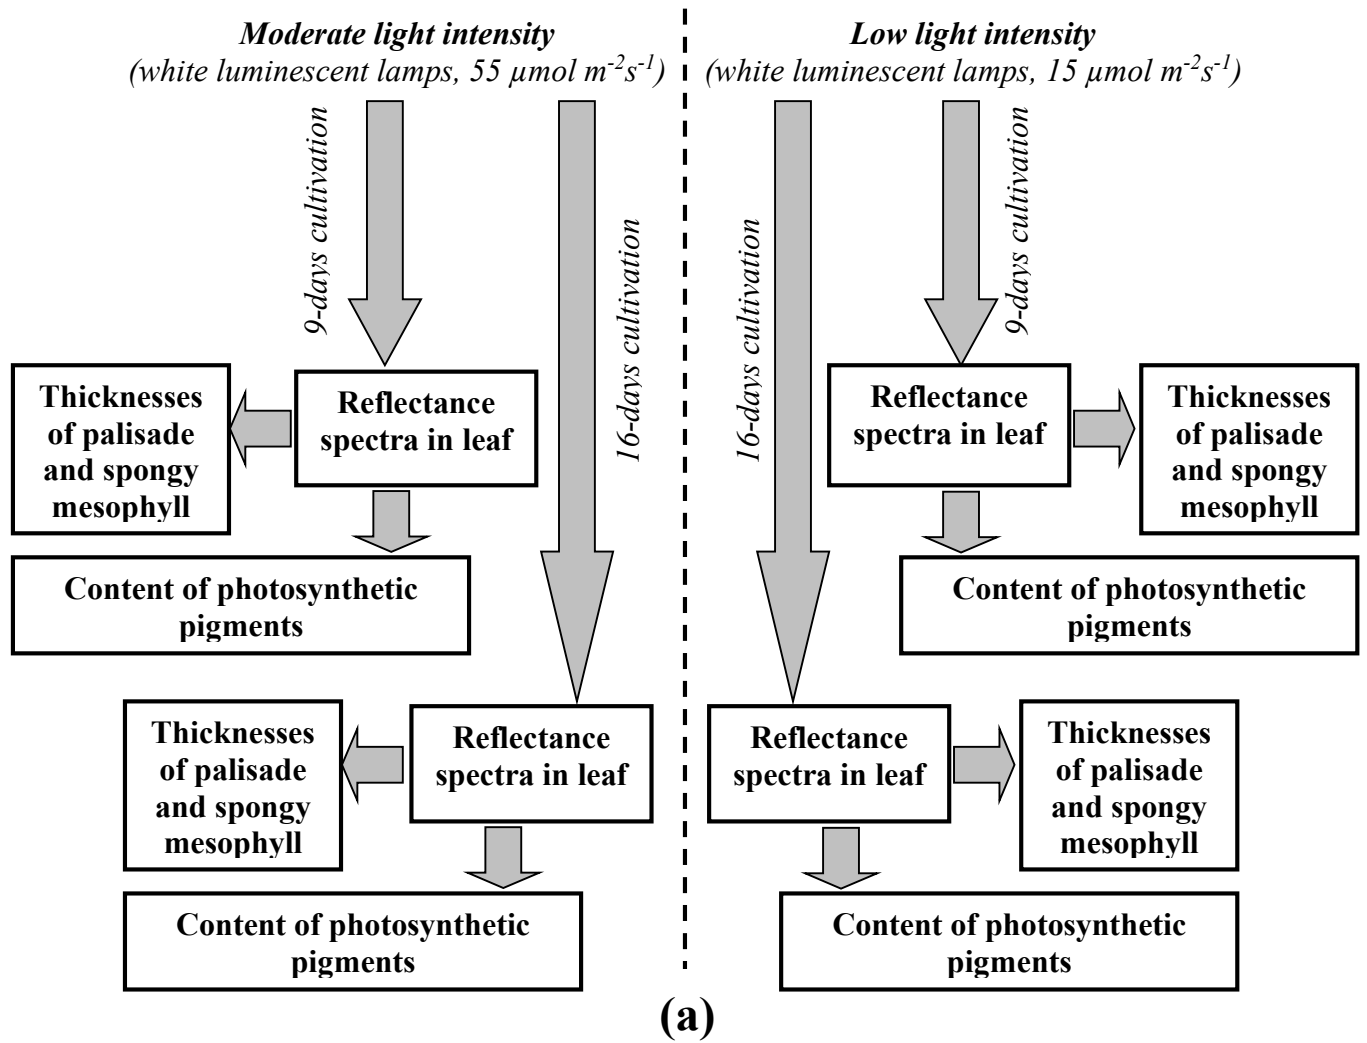 Moderate light intensity
(white luminescent lamps, 55 µmol m⁻²s⁻¹)
9-days cultivation
16-days cultivation
Thicknesses
of palisade
and spongy
mesophyll
Reflectance
spectra in leaf
Content of photosynthetic
pigments
Thicknesses
of palisade
and spongy
mesophyll
Reflectance
spectra in leaf
Content of photosynthetic
pigments
Low light intensity
(white luminescent lamps, 15 µmol m⁻²s⁻¹)
16-days cultivation
9-days cultivation
Reflectance
spectra in leaf
Thicknesses
of palisade
and spongy
mesophyll
Content of photosynthetic
pigments
Reflectance
spectra in leaf
Thicknesses
of palisade
and spongy
mesophyll
Content of photosynthetic
pigments
(a)